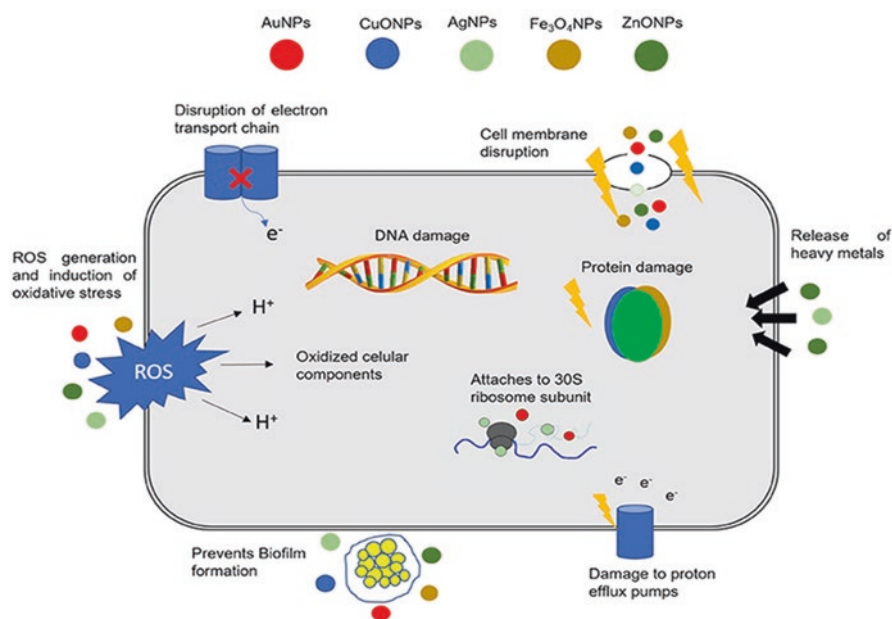 AuNPs CuONPs AgNPs Fe₃O₄NPs ZnONPs
Disruption of electron
transport chain
e⁻
Cell membrane
disruption
ROS generation
and induction of
oxidative stress
ROS
H⁺
Oxidized celular
components
H⁺
DNA damage
Protein damage
Release of
heavy metals
Attaches to 30S
ribosome subunit
e⁻ e⁻ e⁻
Damage to proton
efflux pumps
Prevents Biofilm
formation